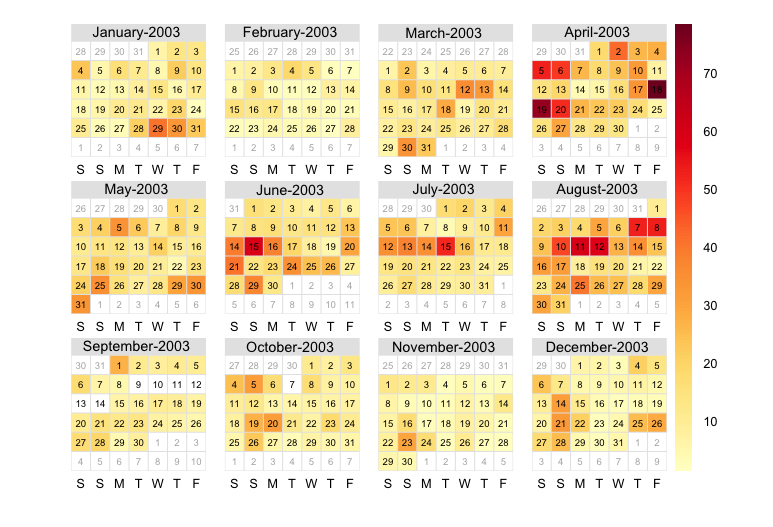 January-2003 February-2003 March-2003 April-2003
28 29 30 31 1 2 3 25 26 27 28 29 30 31 22 23 24 25 26 27 28 29 30 31 1 2 3 4
4 5 6 7 8 9 10 1 2 3 4 5 6 7 1 2 3 4 5 6 7 5 6 7 8 9 10 11
11 12 13 14 15 16 17 8 9 10 11 12 13 14 8 9 10 11 12 13 14 12 13 14 15 16 17 18
18 19 20 21 22 23 24 15 16 17 18 19 20 21 15 16 17 18 19 20 21 19 20 21 22 23 24 25
25 26 27 28 29 30 31 22 23 24 25 26 27 28 22 23 24 25 26 27 28 26 27 28 29 30 1 2
1 2 3 4 5 6 7 1 2 3 4 5 6 7 29 30 31 1 2 3 4 3 4 5 6 7 8 9
S S M T W T F S S M T W T F S S M T W T F S S M T W T F
May-2003 June-2003 July-2003 August-2003
26 27 28 29 30 1 2 31 1 2 3 4 5 6 28 29 30 1 2 3 4 26 27 28 29 30 31 1
3 4 5 6 7 8 9 7 8 9 10 11 12 13 5 6 7 8 9 10 11 2 3 4 5 6 7 8
10 11 12 13 14 15 16 14 15 16 17 18 19 20 12 13 14 15 16 17 18 9 10 11 12 13 14 15
17 18 19 20 21 22 23 21 22 23 24 25 26 27 19 20 21 22 23 24 25 16 17 18 19 20 21 22
24 25 26 27 28 29 30 28 29 30 1 2 3 4 26 27 28 29 30 31 1 23 24 25 26 27 28 29
31 1 2 3 4 5 6 5 6 7 8 9 10 11 2 3 4 5 6 7 8 30 31 1 2 3 4 5
S S M T W T F S S M T W T F S S M T W T F S S M T W T F
September-2003 October-2003 November-2003 December-2003
30 31 1 2 3 4 5 27 28 29 30 1 2 3 25 26 27 28 29 30 31 29 30 1 2 3 4 5
6 7 8 9 10 11 12 4 5 6 7 8 9 10 1 2 3 4 5 6 7 6 7 8 9 10 11 12
13 14 15 16 17 18 19 11 12 13 14 15 16 17 8 9 10 11 12 13 14 13 14 15 16 17 18 19
20 21 22 23 24 25 26 18 19 20 21 22 23 24 15 16 17 18 19 20 21 20 21 22 23 24 25 26
27 28 29 30 1 2 3 25 26 27 28 29 30 31 22 23 24 25 26 27 28 27 28 29 30 31 1 2
4 5 6 7 8 9 10 1 2 3 4 5 6 7 29 30 1 2 3 4 5 3 4 5 6 7 8 9
S S M T W T F S S M T W T F S S M T W T F S S M T W T F
70
60
50
40
30
20
10